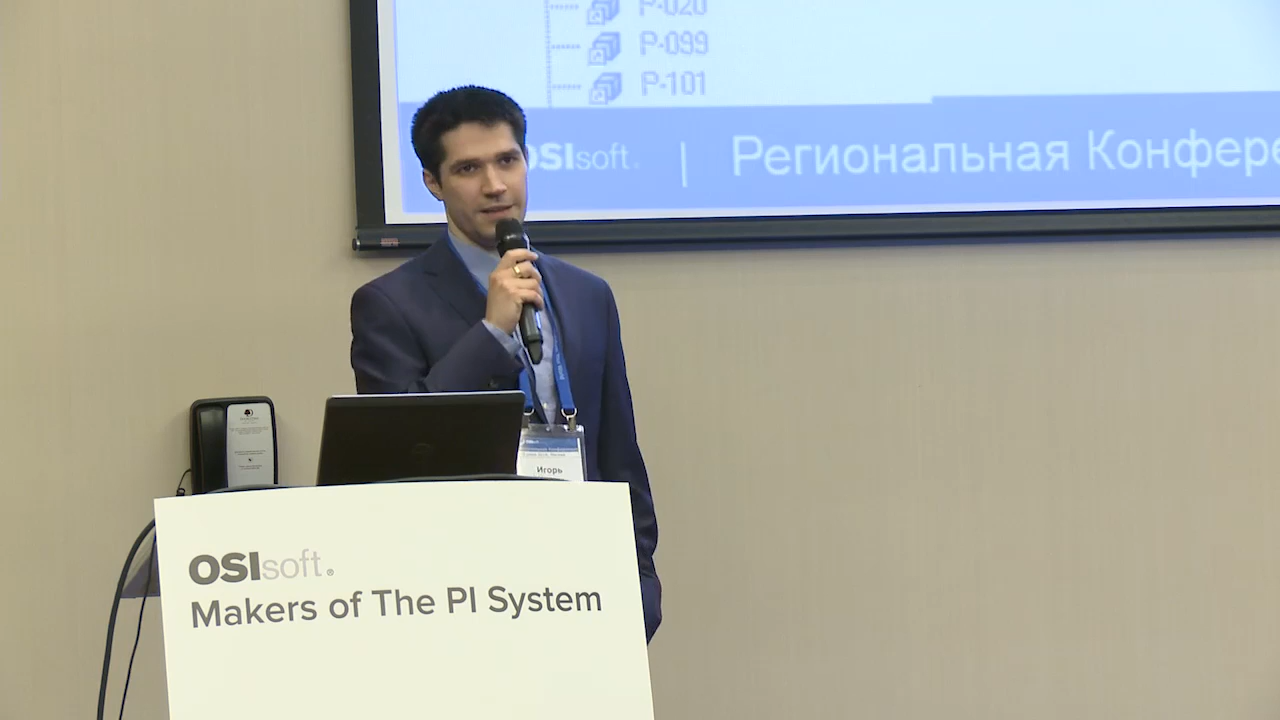 P-020
P-099
P-101
OSIsoft. | Региональная Конфере
Игорь
OSIsoft®
Makers of The PI System